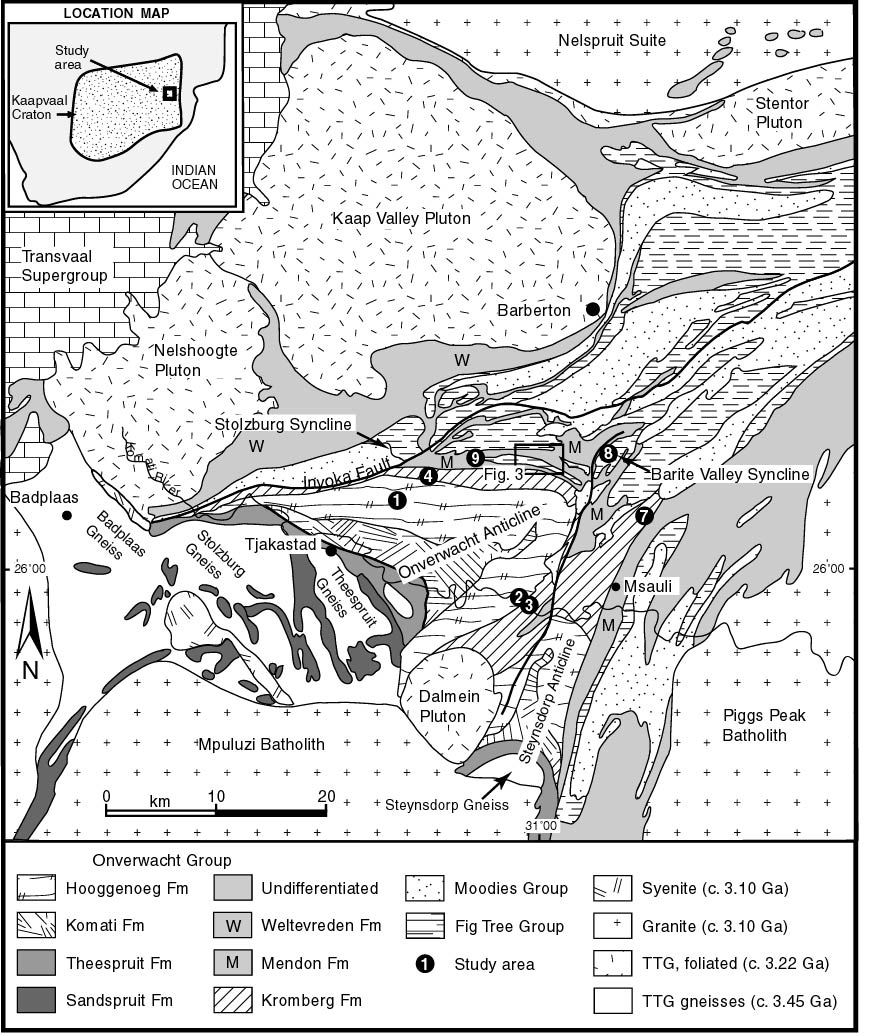 LOCATION MAP
Study
area
Kaapvaal
Craton
INDIAN
OCEAN
Nelspruit Suite
Stentor
Pluton
Kaap Valley Pluton
Transvaal
Supergroup
Barberton
Nelshoogte
Pluton
W
Stolzburg Syncline
W
M
Inyoka Fault
M
9
8
4
Fig. 3
Barite Valley Syncline
Komati River
Badplaas
1
7
M
Badplaas
Gneiss
Stolzburg
Gneiss
Tjakastad
Onverwacht Anticline
26°00
26°00
Theespruit
Gneiss
Msauli
2
3
M
N
Dalmein
Pluton
Steynsdorp Anticline
Piggs Peak
Batholith
Mpuluzi Batholith
0 km 20
Steynsdorp Gneiss
31°00
Onverwacht Group
Hooggenoeg Fm
Undifferentiated
Moodies Group
Syenite (c. 3.10 Ga)
Komati Fm
W
Weltevreden Fm
Fig Tree Group
Granite (c. 3.10 Ga)
Theespruit Fm
M
Mendon Fm
1
Study area
TTG, foliated (c. 3.22 Ga)
Sandspruit Fm
Kromberg Fm
TTG gneisses (c. 3.45 Ga)